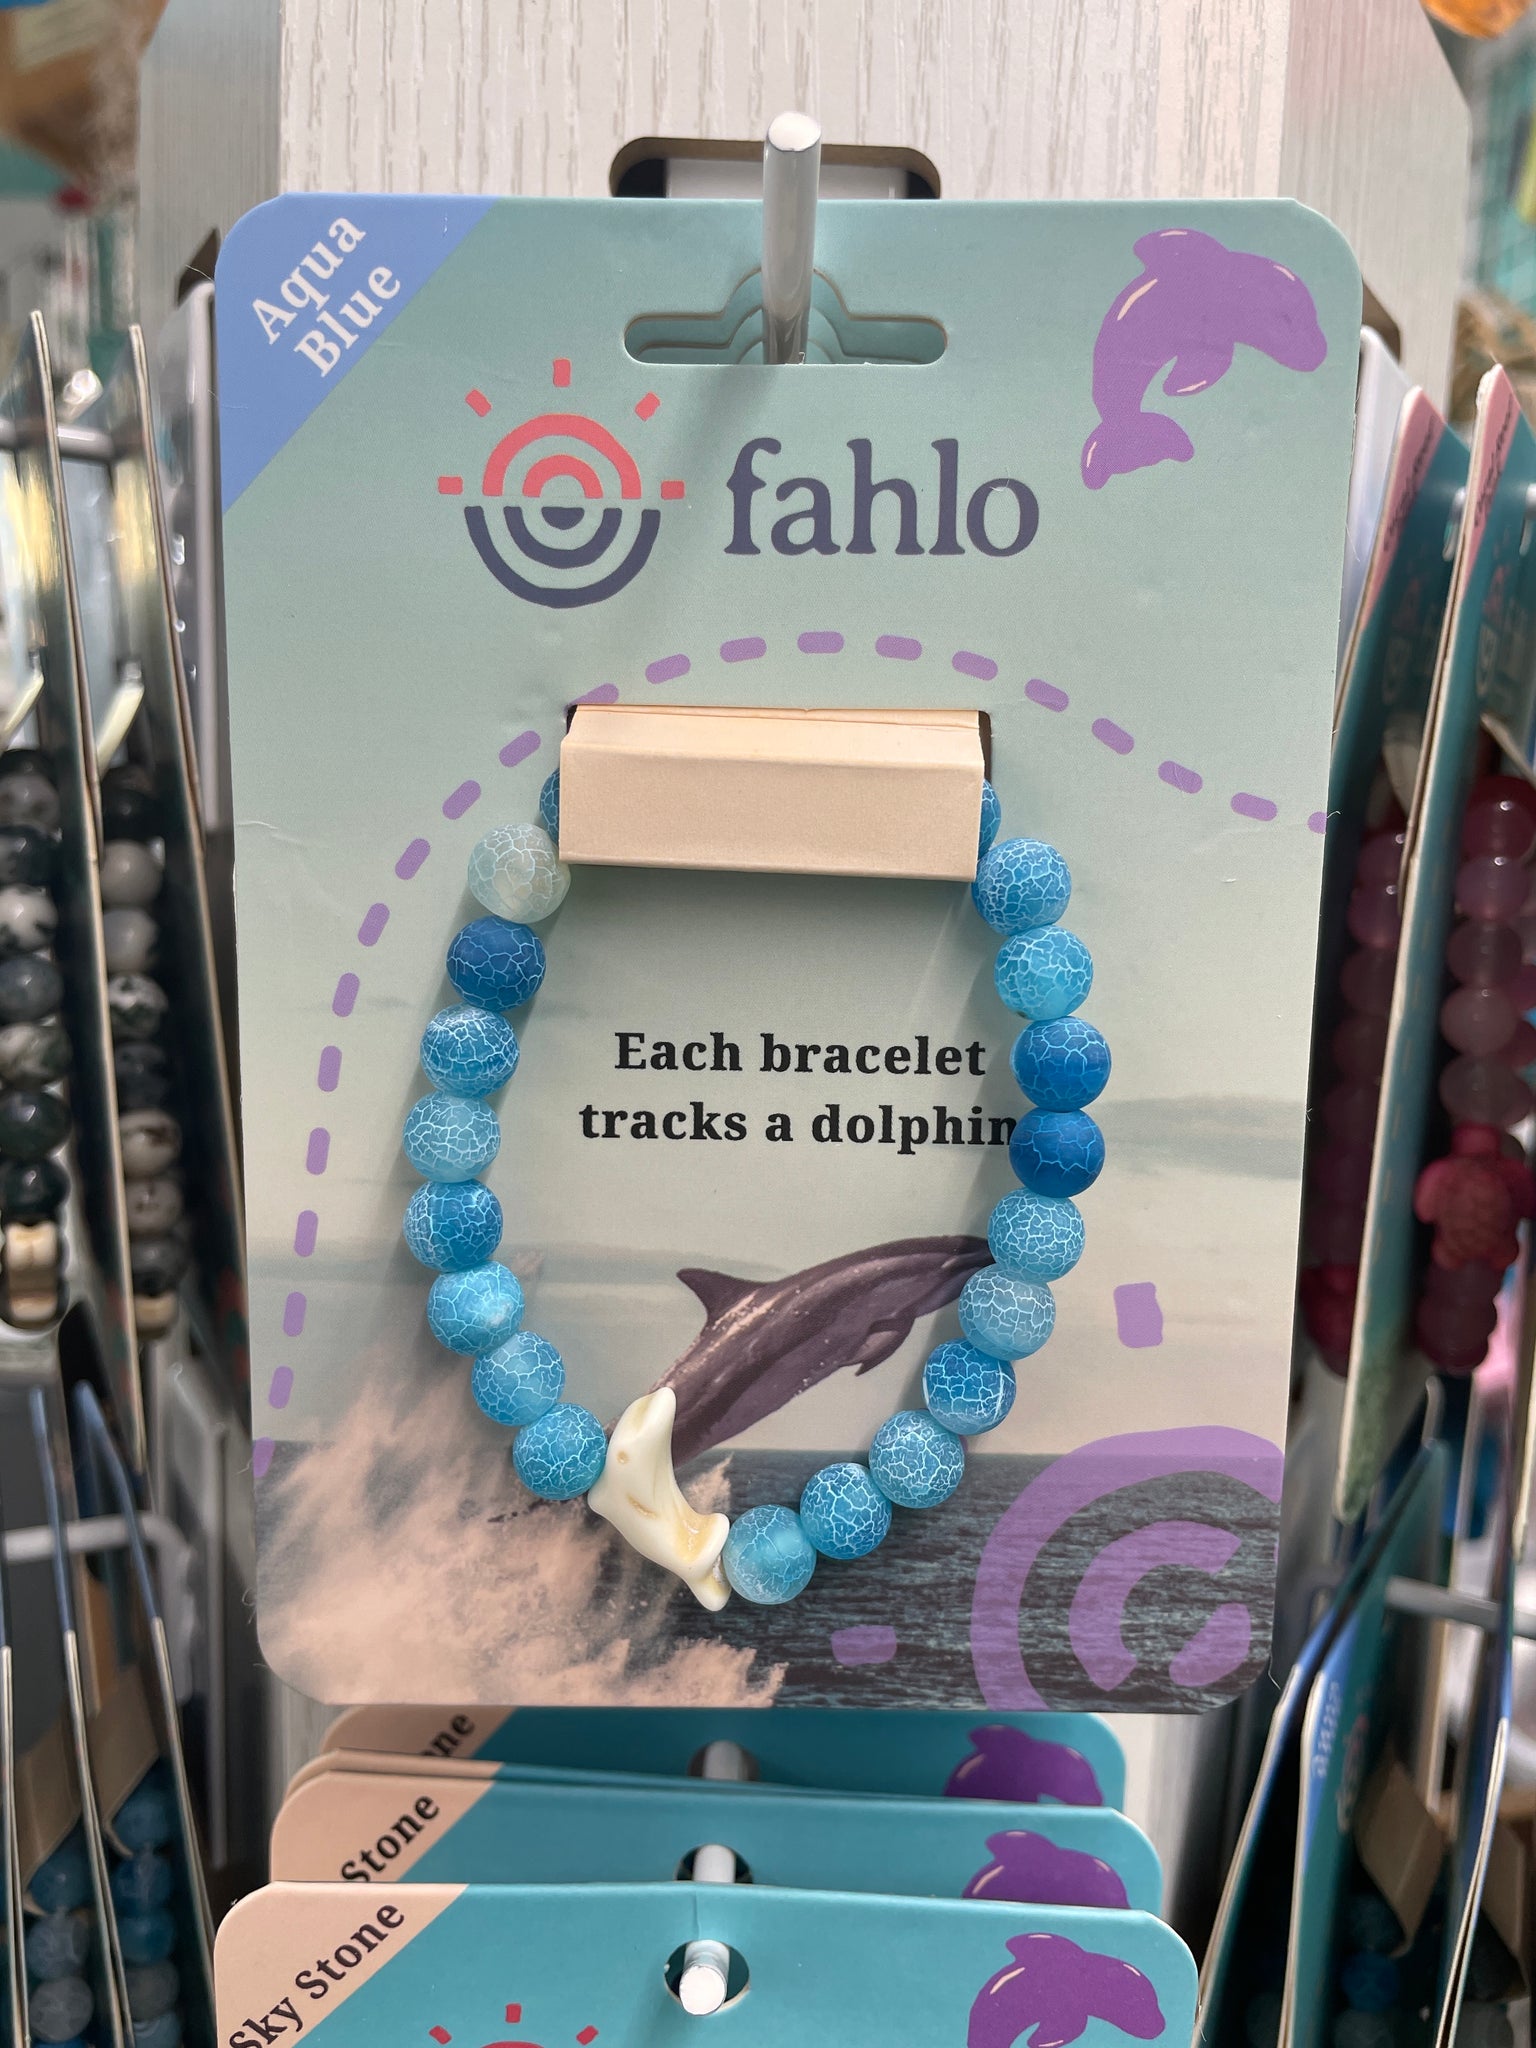 Aqua
Blue
fahlo
Each bracelet
tracks a dolphin
Stone
Sky Stone